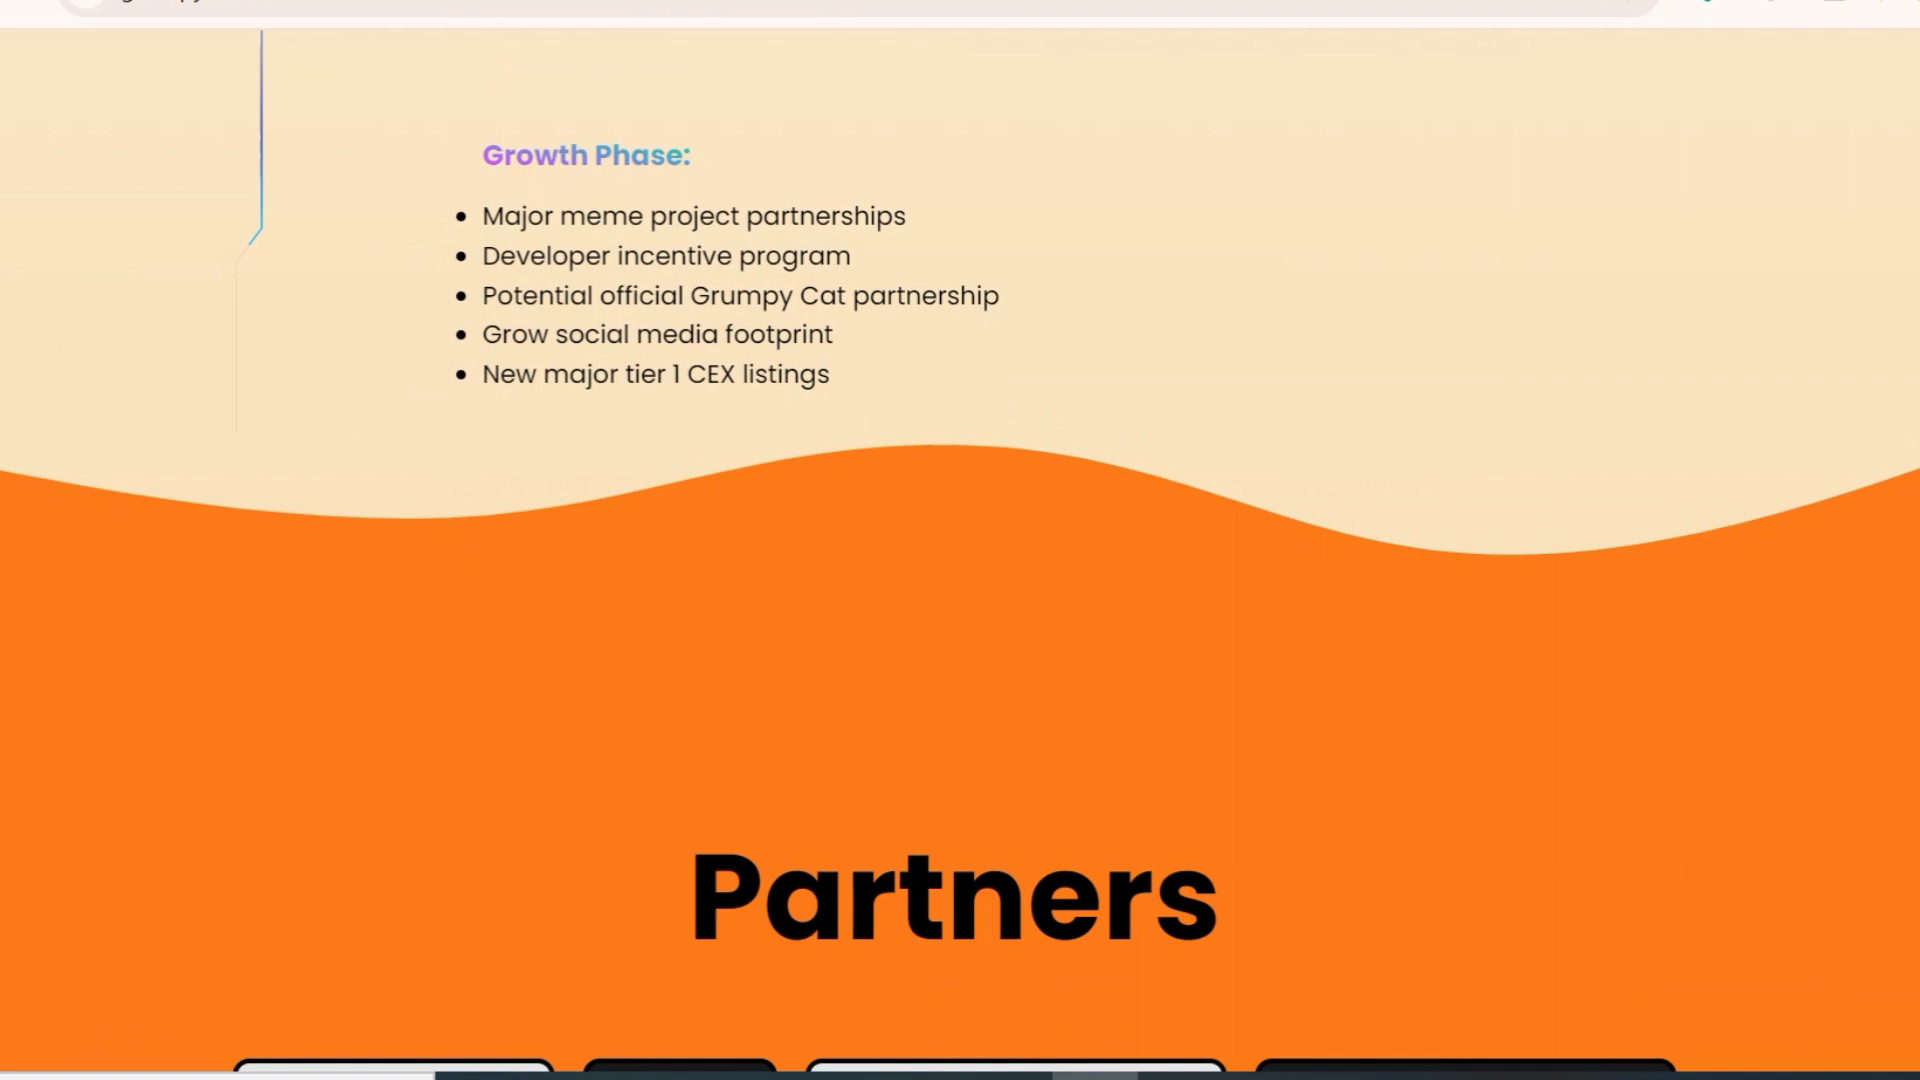 Growth Phase:
Major meme project partnerships
Developer incentive program
Potential official Grumpy Cat partnership
Grow social media footprint
New major tier 1 CEX listings
Partners